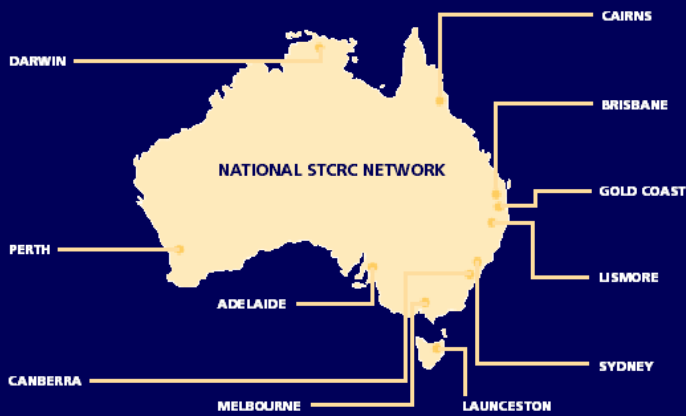 CAIRNS
DARWIN
BRISBANE
NATIONAL STCRC NETWORK
GOLD COAST
PERTH
LISMORE
ADELAIDE
SYDNEY
CANBERRA
MELBOURNE
LAUNCESTON